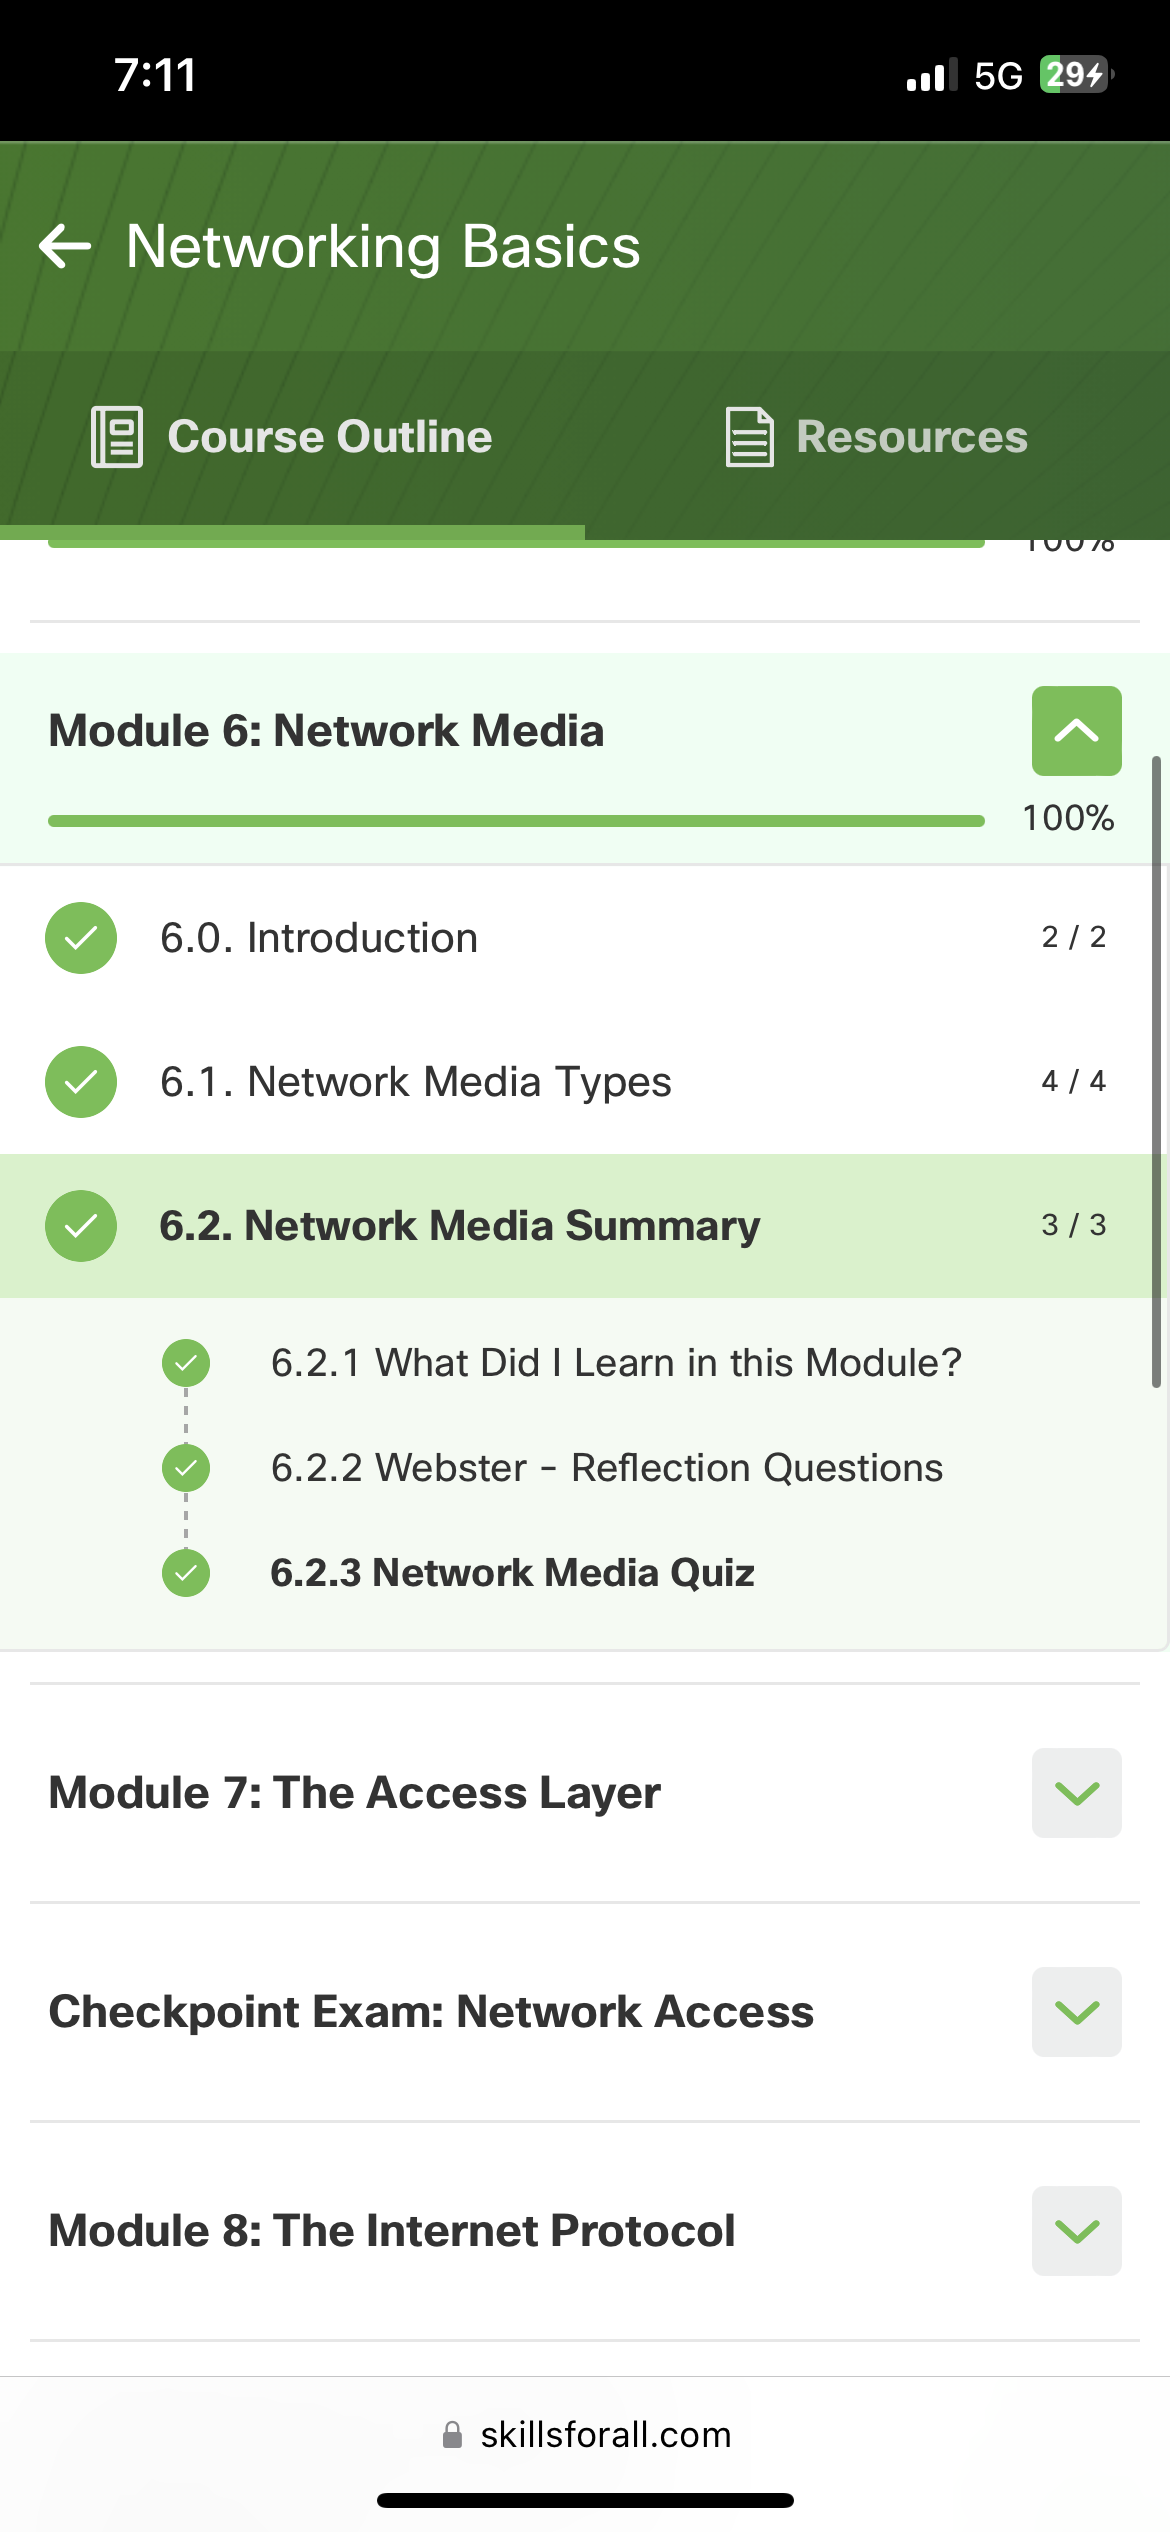 7:11
5G 29
Networking Basics
Course Outline
Resources
100%
Module 6: Network Media
100%
6.0. Introduction
2 / 2
6.1. Network Media Types
4 / 4
6.2. Network Media Summary
3 / 3
6.2.1 What Did I Learn in this Module?
6.2.2 Webster - Reflection Questions
6.2.3 Network Media Quiz
Module 7: The Access Layer
Checkpoint Exam: Network Access
Module 8: The Internet Protocol
skillsforall.com